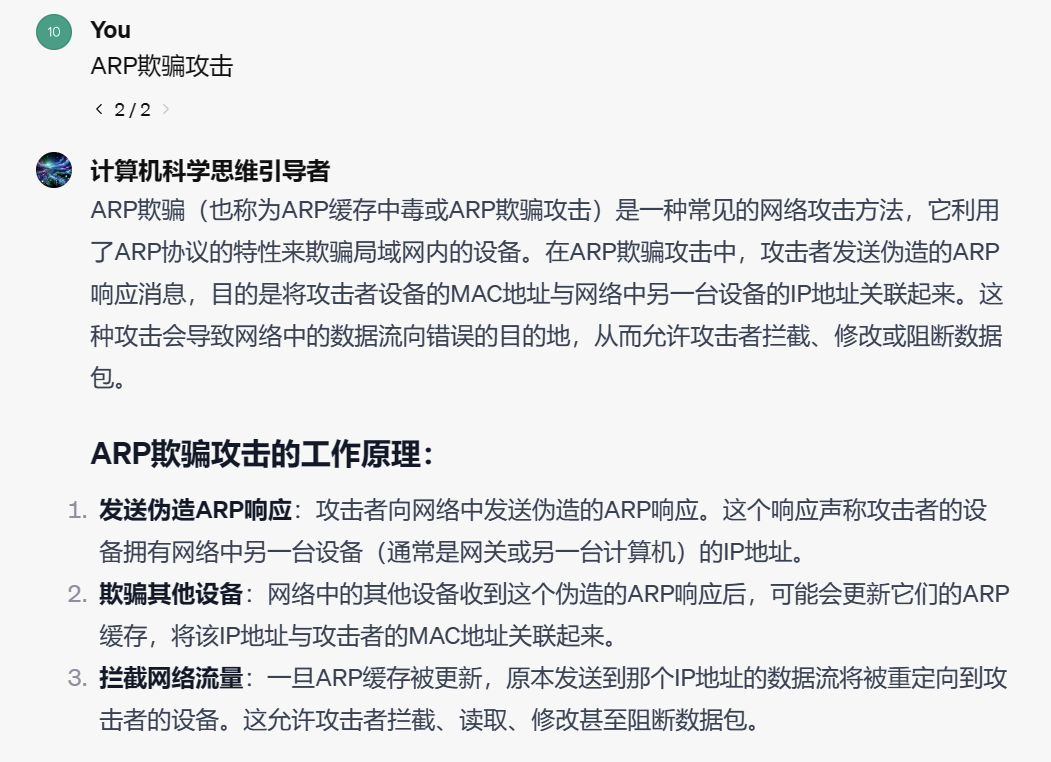 10
You
ARP欺骗攻击
< 2 / 2 >
计算机科学思维引导者
ARP欺骗（也称为ARP缓存中毒或ARP欺骗攻击）是一种常见的网络攻击方法，它利用
了ARP协议的特性来欺骗局域网内的设备。在ARP欺骗攻击中，攻击者发送伪造的ARP
响应消息，目的是将攻击者设备的MAC地址与网络中另一台设备的IP地址关联起来。这
种攻击会导致网络中的数据流向错误的目的地，从而允许攻击者拦截、修改或阻断数据
包。
ARP欺骗攻击的工作原理：
1. 发送伪造ARP响应：攻击者向网络中发送伪造的ARP响应。这个响应声称攻击者的设
备拥有网络中另一台设备（通常是网关或另一台计算机）的IP地址。
2. 欺骗其他设备：网络中的其他设备收到这个伪造的ARP响应后，可能会更新它们的ARP
缓存，将该IP地址与攻击者的MAC地址关联起来。
3. 拦截网络流量：一旦ARP缓存被更新，原本发送到那个IP地址的数据流将被重定向到攻
击者的设备。这允许攻击者拦截、读取、修改甚至阻断数据包。